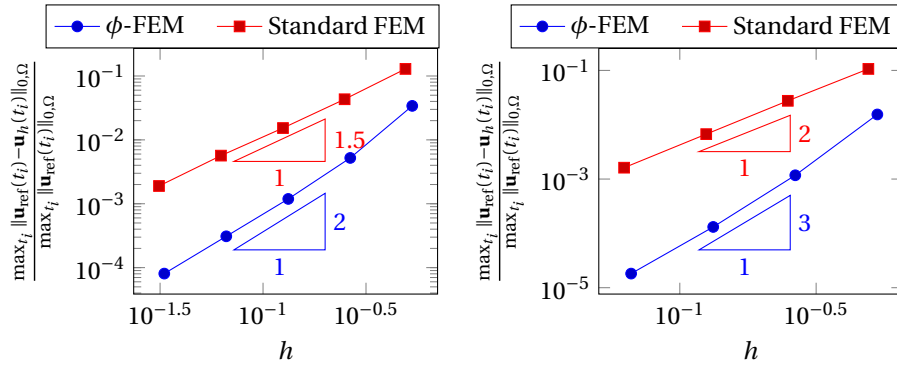 ϕ-FEM Standard FEM
max_{t_i} ‖u_ref(t_i)−u_h(t_i)‖_{0,Ω}
max_{t_i} ‖u_ref(t_i)‖_{0,Ω}
10^{−1}
10^{−2}
10^{−3}
10^{−4}
1.5
1
2
1
10^{−1.5} 10^{−1} 10^{−0.5}
h
ϕ-FEM Standard FEM
max_{t_i} ‖u_ref(t_i)−u_h(t_i)‖_{0,Ω}
max_{t_i} ‖u_ref(t_i)‖_{0,Ω}
10^{−1}
10^{−3}
10^{−5}
2
1
3
1
10^{−1} 10^{−0.5}
h